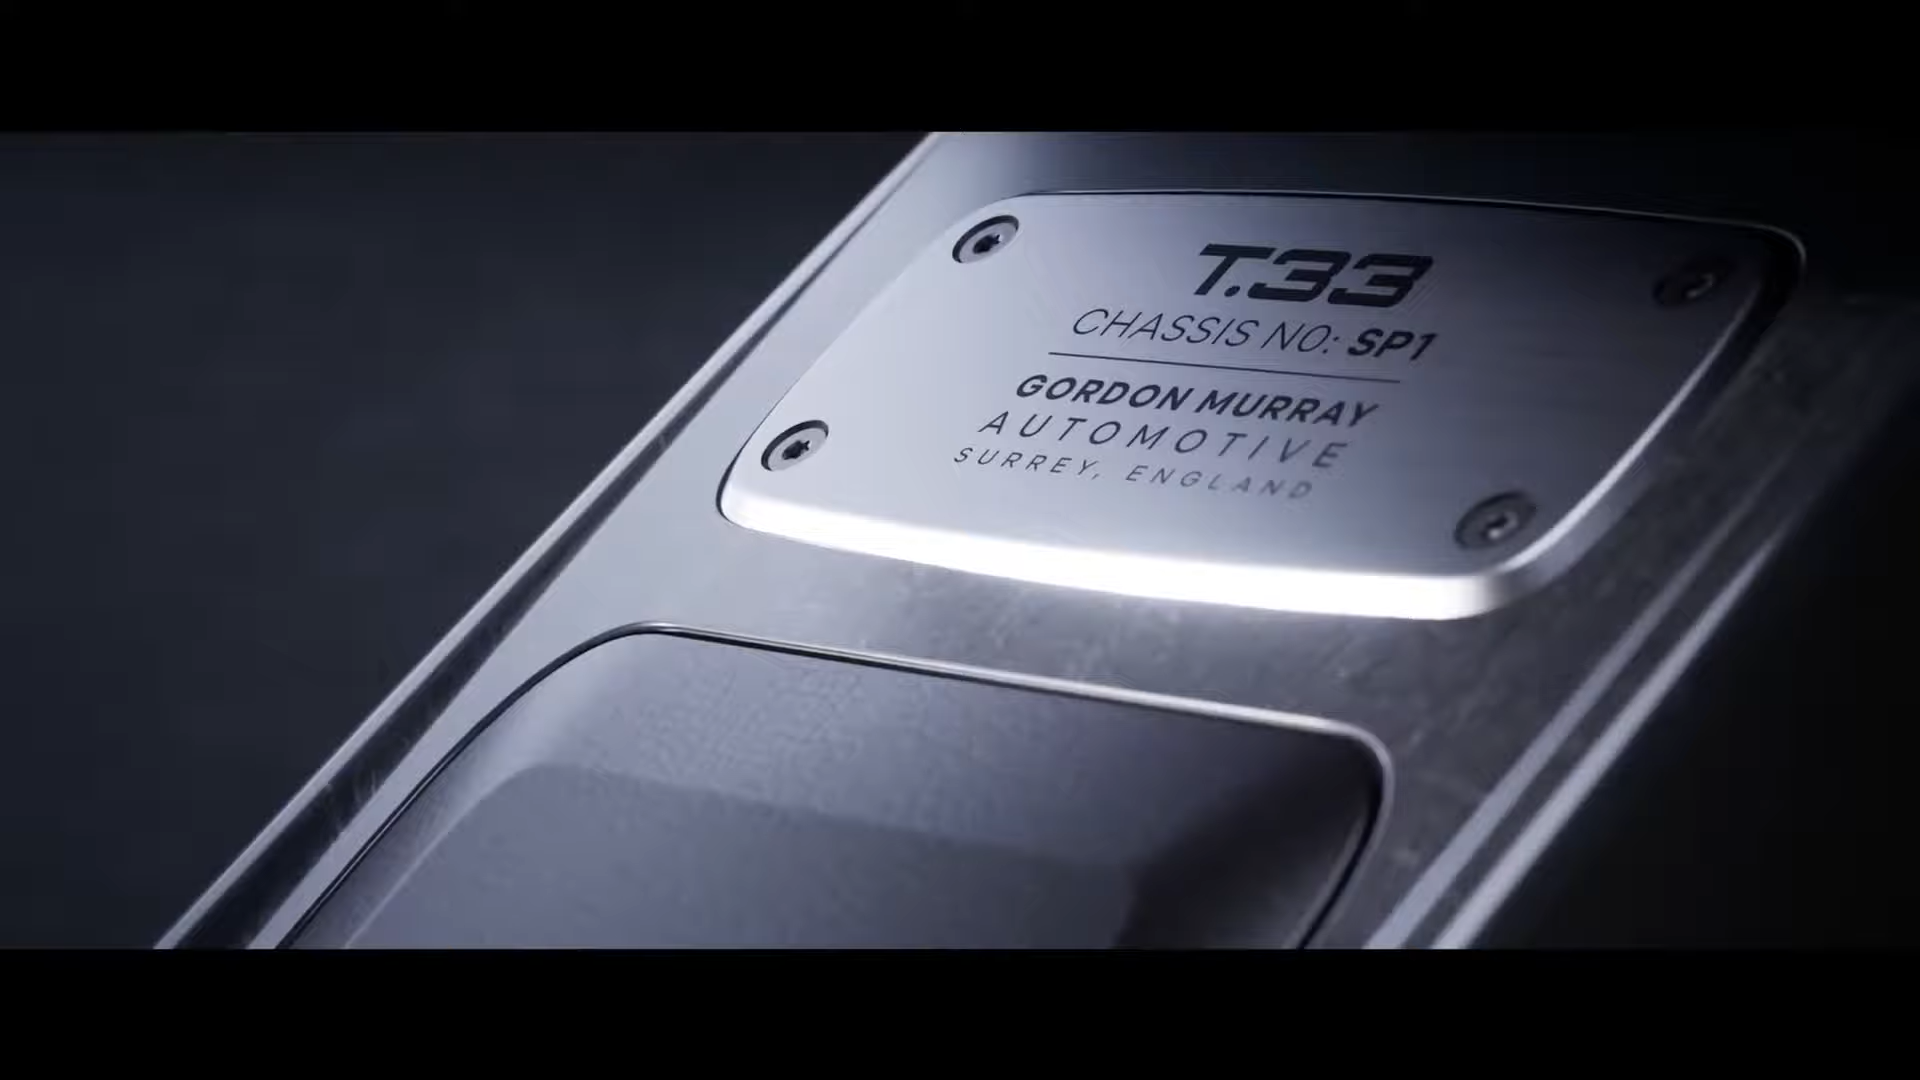 T.33
CHASSIS NO: SP1
GORDON MURRAY
AUTOMOTIVE
SURREY, ENGLAND